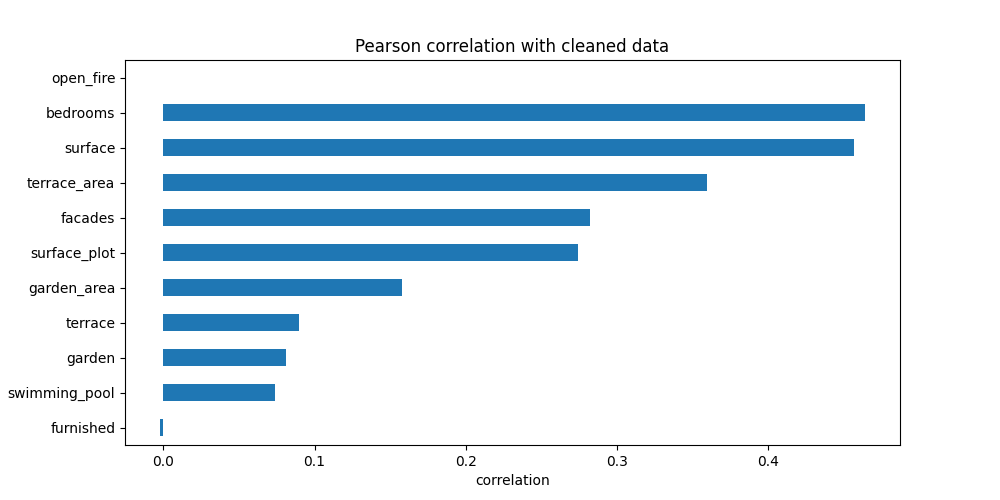 Pearson correlation with cleaned data
open_fire
bedrooms
surface
terrace_area
facades
surface_plot
garden_area
terrace
garden
swimming_pool
furnished
0.0 0.1 0.2 0.3 0.4
correlation